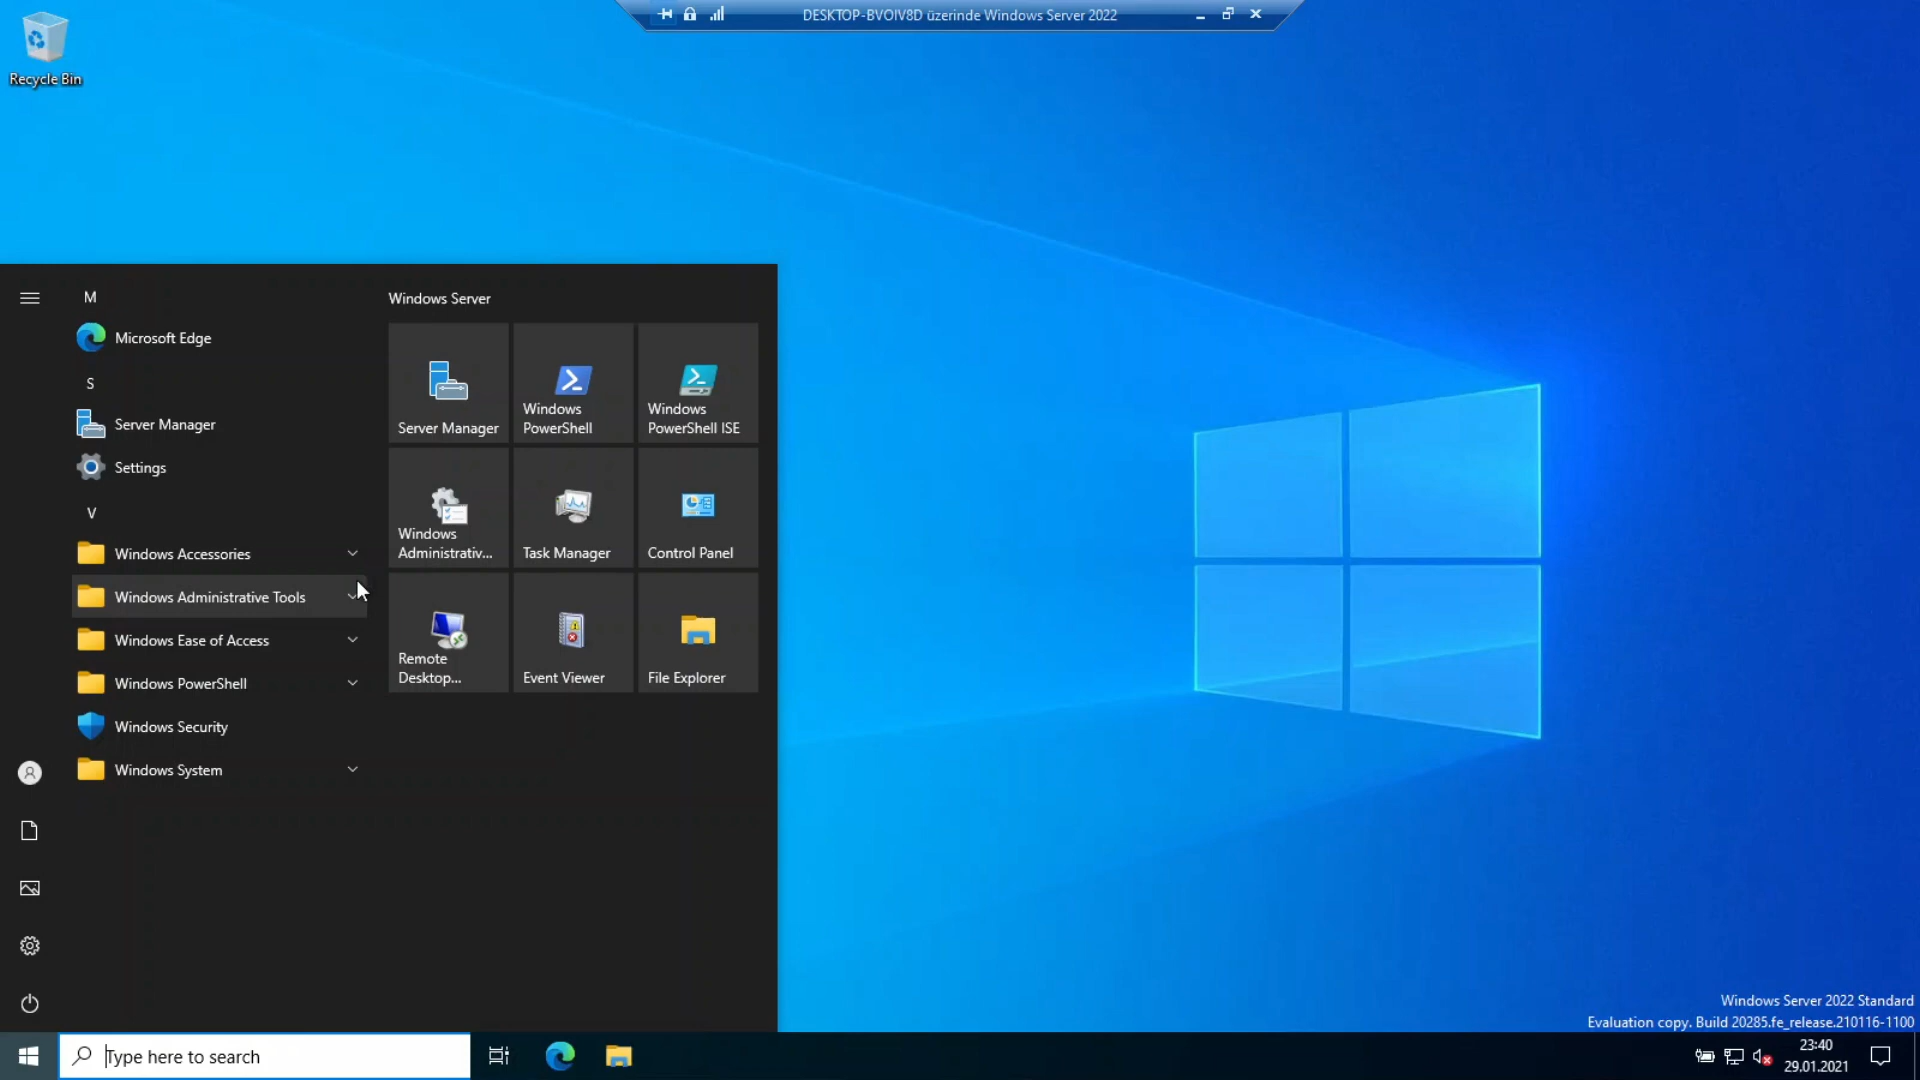 DESKTOP-BVOIV8D üzerinde Windows Server 2022
Recycle Bin
M
Microsoft Edge
S
Server Manager
Settings
V
Windows Accessories
Windows Administrative Tools
Windows Ease of Access
Windows PowerShell
Windows Security
Windows System
Windows Server
Server Manager
Windows
PowerShell
Windows
PowerShell ISE
Windows
Administrativ...
Task Manager
Control Panel
Remote
Desktop...
Event Viewer
File Explorer
Windows Server 2022 Standard
Evaluation copy. Build 20285.fe_release.210116-1100
Type here to search
23:40
29.01.2021